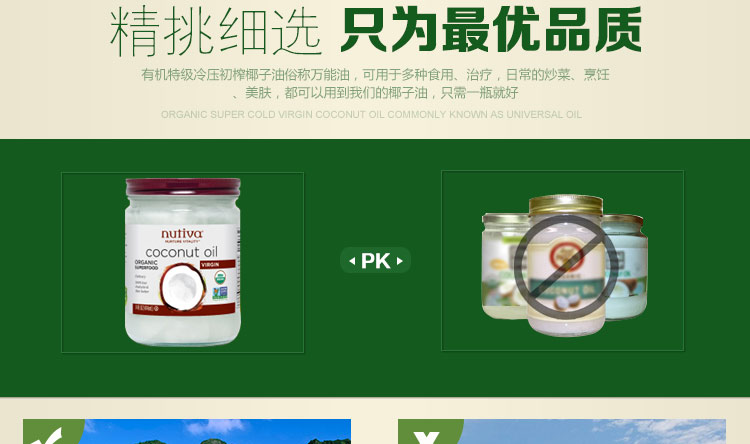 精挑细选 只为最优品质
有机特级冷压初榨椰子油俗称万能油，可用于多种食用、治疗，日常的炒菜、烹饪
、美肤，都可以用到我们的椰子油，只需一瓶就好
ORGANIC SUPER COLD VIRGIN COCONUT OIL COMMONLY KNOWN AS UNIVERSAL OIL
nutiva
NURTURE VITALITY
coconut oil
ORGANIC
SUPERFOOD
VIRGIN
PK
COCONUT OIL